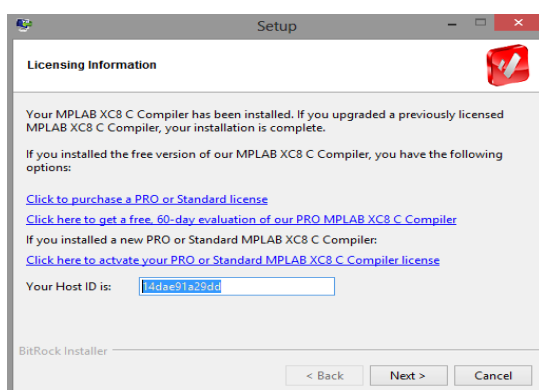 Setup
Licensing Information
Your MPLAB XC8 C Compiler has been installed. If you upgraded a previously licensed
MPLAB XC8 C Compiler, your installation is complete.
If you installed the free version of our MPLAB XC8 C Compiler, you have the following
options:
Click to purchase a PRO or Standard license
Click here to get a free, 60-day evaluation of our PRO MPLAB XC8 C Compiler
If you installed a new PRO or Standard MPLAB XC8 C Compiler:
Click here to actvate your PRO or Standard MPLAB XC8 C Compiler license
Your Host ID is: 14dae91a29dd
BitRock Installer
< Back Next > Cancel